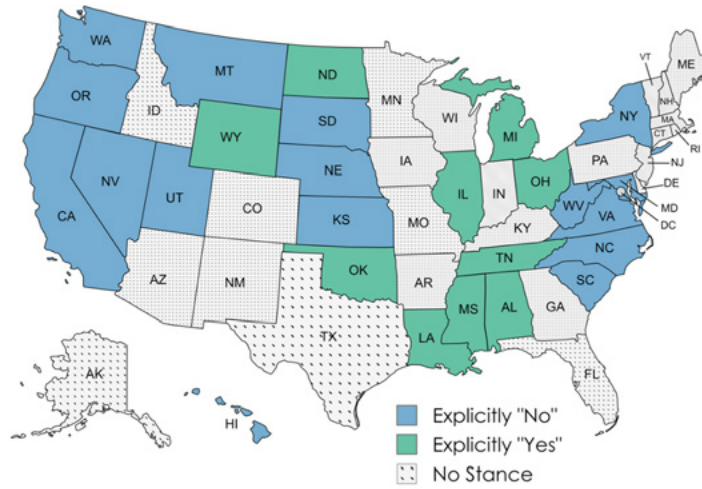 WA
MT
ND
MN
VT
ME
OR
ID
SD
WI
NH
WY
MI
NY
MA
CT
RI
NE
IA
PA
NJ
NV
UT
IL
IN
OH
DE
CA
CO
KS
MO
WV
VA
MD
KY
DC
NC
TN
OK
AZ
NM
AR
SC
MS
AL
GA
TX
LA
AK
FL
HI
Explicitly "No"
Explicitly "Yes"
No Stance